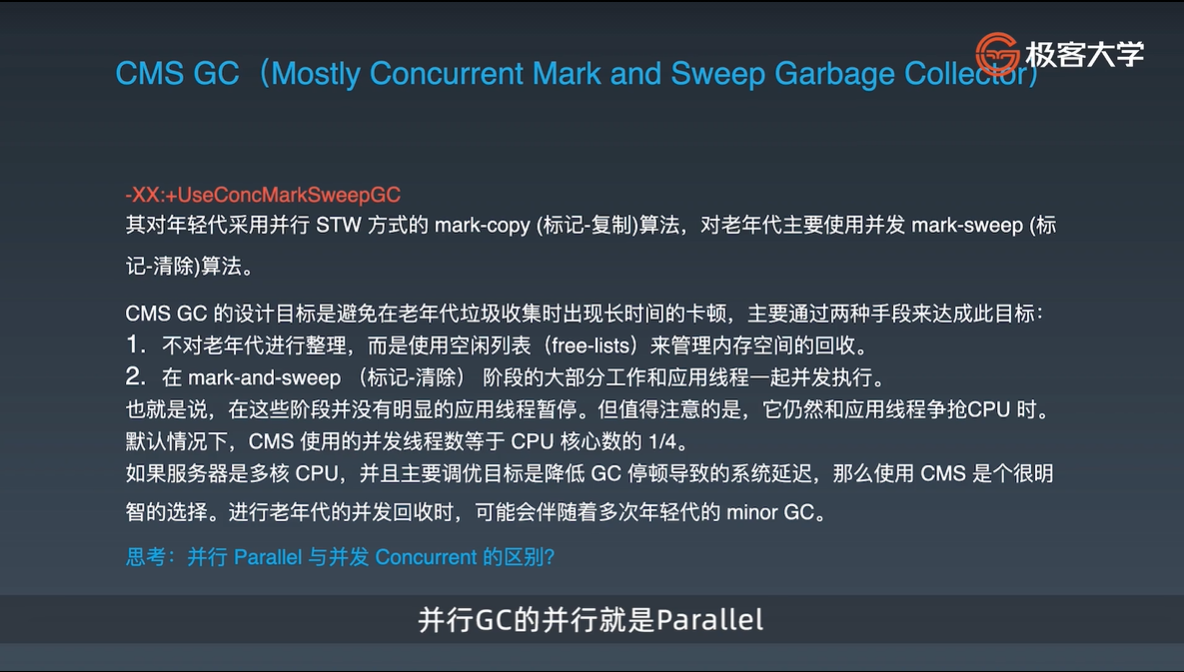 极客大学
CMS GC（Mostly Concurrent Mark and Sweep Garbage Collector）
-XX:+UseConcMarkSweepGC
其对年轻代采用并行 STW 方式的 mark-copy (标记-复制)算法，对老年代主要使用并发 mark-sweep (标
记-清除)算法。
CMS GC 的设计目标是避免在老年代垃圾收集时出现长时间的卡顿，主要通过两种手段来达成此目标：
1. 不对老年代进行整理，而是使用空闲列表（free-lists）来管理内存空间的回收。
2. 在 mark-and-sweep （标记-清除） 阶段的大部分工作和应用线程一起并发执行。
也就是说，在这些阶段并没有明显的应用线程暂停。但值得注意的是，它仍然和应用线程争抢CPU 时。
默认情况下，CMS 使用的并发线程数等于 CPU 核心数的 1/4。
如果服务器是多核 CPU，并且主要调优目标是降低 GC 停顿导致的系统延迟，那么使用 CMS 是个很明
智的选择。进行老年代的并发回收时，可能会伴随着多次年轻代的 minor GC。
思考：并行 Parallel 与并发 Concurrent 的区别?
并行GC的并行就是Parallel